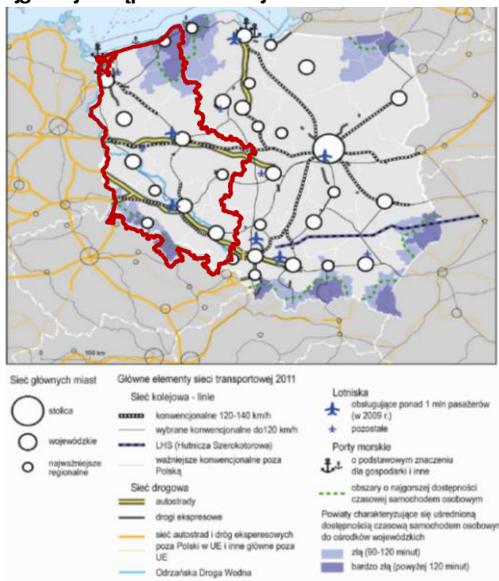 100 km
Sieć głównych miast
stolica
wojewódzkie
najważniejsze
regionalne
Główne elementy sieci transportowej 2011
Sieć kolejowa - linie
konwencjonalne 120-140 km/h
wybrane konwencjonalne do120 km/h
LHS (Hutnicza Szerokotorowa)
ważniejsze konwencjonalne poza
Polską
Sieć drogowa
autostrady
drogi ekspresowe
sieć autostrad i dróg ekspresowych
poza Polską w UE i inne główne poza
UE
Odrzańska Droga Wodna
Lotniska
obsługujące ponad 1 mln pasażerów
(w 2009 r.)
pozostałe
Porty morskie
o podstawowym znaczeniu
dla gospodarki i inne
obszary o najgorszej dostępności
czasowej samochodem osobowym
Powiaty charakteryzujące się uśrednioną
dostępnością czasową samochodem osobowym
do ośrodków wojewódzkich
złą (90-120 minut)
bardzo złą (powyżej 120 minut)